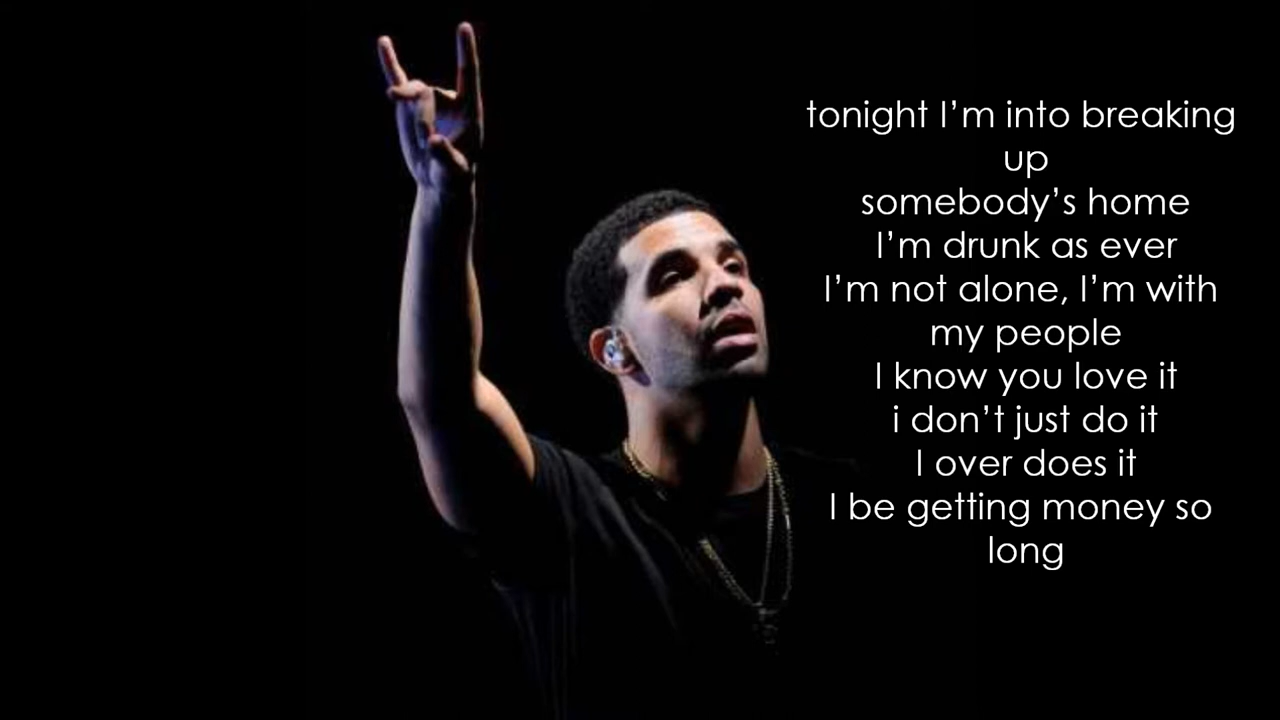 tonight I’m into breaking
up
somebody’s home
I’m drunk as ever
I’m not alone, I’m with
my people
I know you love it
i don’t just do it
I over does it
I be getting money so
long